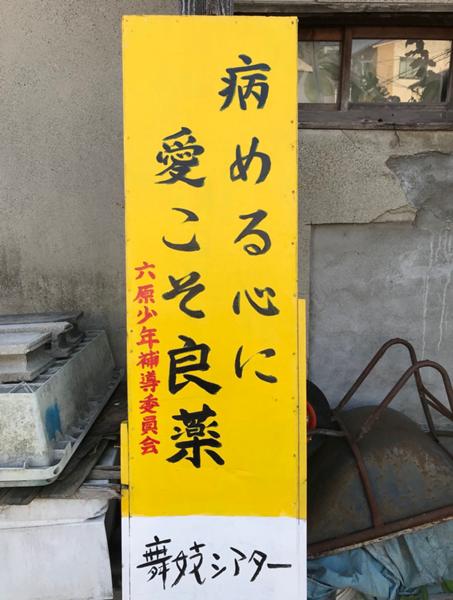 病める心に
愛こそ良薬
六原少年補導委員会
舞妓シアター